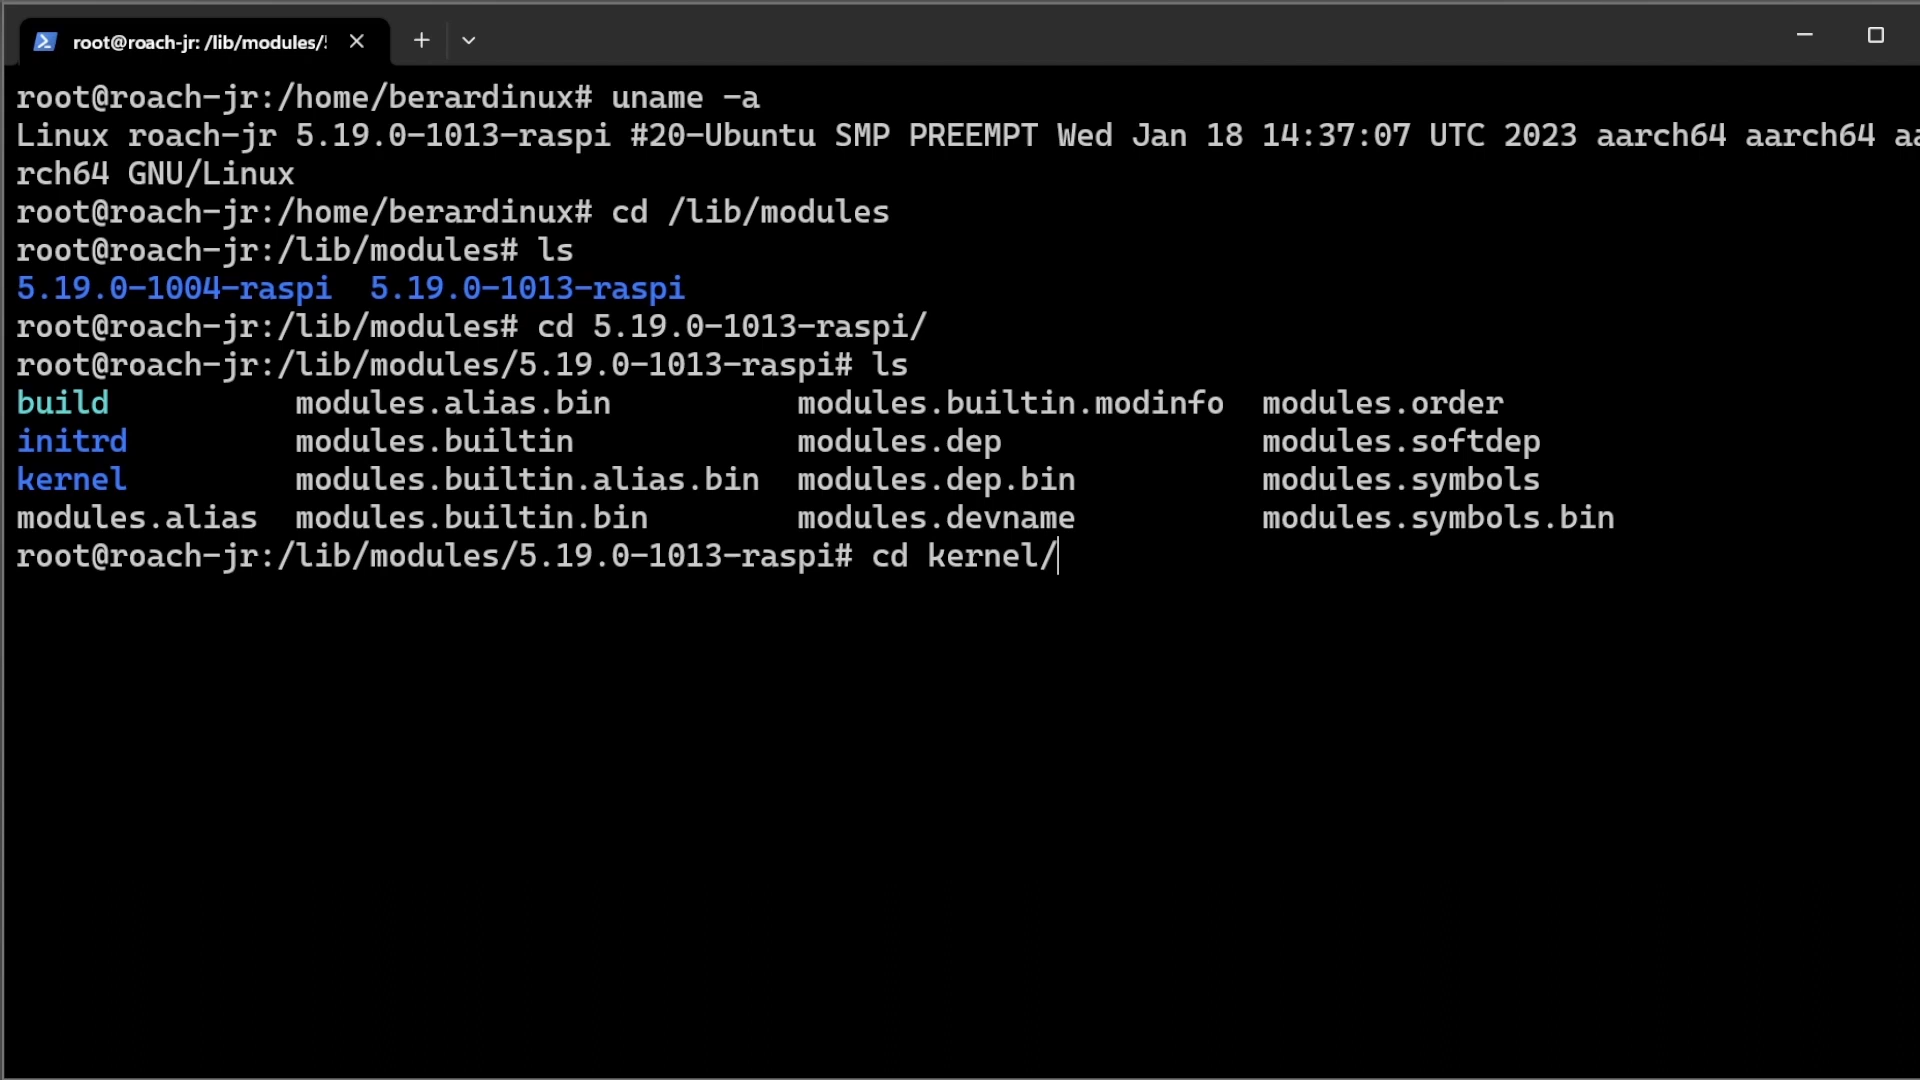 root@roach-jr: /lib/modules/5
root@roach-jr:/home/berardinux# uname -a
Linux roach-jr 5.19.0-1013-raspi #20-Ubuntu SMP PREEMPT Wed Jan 18 14:37:07 UTC 2023 aarch64 aarch64 aa
rch64 GNU/Linux
root@roach-jr:/home/berardinux# cd /lib/modules
root@roach-jr:/lib/modules# ls
5.19.0-1004-raspi  5.19.0-1013-raspi
root@roach-jr:/lib/modules# cd 5.19.0-1013-raspi/
root@roach-jr:/lib/modules/5.19.0-1013-raspi# ls
build          modules.alias.bin          modules.builtin.modinfo  modules.order
initrd         modules.builtin            modules.dep              modules.softdep
kernel         modules.builtin.alias.bin  modules.dep.bin          modules.symbols
modules.alias  modules.builtin.bin        modules.devname          modules.symbols.bin
root@roach-jr:/lib/modules/5.19.0-1013-raspi# cd kernel/